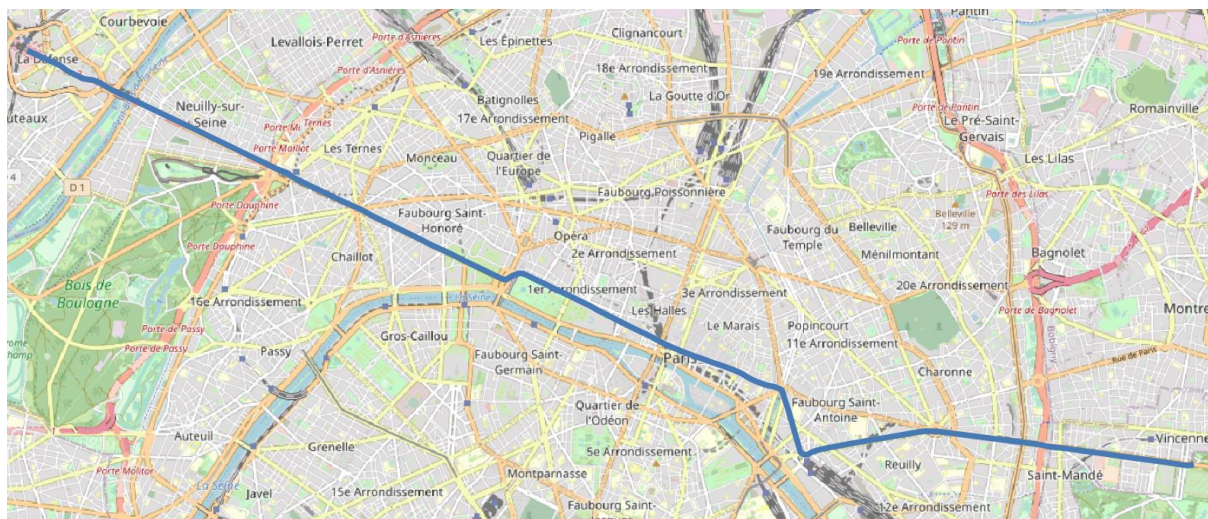 Courbevoie
La Défense
Levallois-Perret
Porte d'Asnières
Porte d'Asnières
Les Épinettes
Clignancourt
Porte de Pantin
Pantin
18e Arrondissement
19e Arrondissement
La Goutte d'Or
Neuilly-sur-
Seine
Batignolles
17e Arrondissement
Pigalle
Porte de Pantin
Le Pré-Saint-
Gervais
Romainville
Ternes
Porte Maillot
Les Ternes
Monceau
Quartier de
l'Europe
Les Lilas
4
D 1
Porte Dauphine
Porte Dauphine
Faubourg Poissonnière
Porte des Lilas
Faubourg Saint-
Honoré
Opéra
2e Arrondissement
Faubourg du
Temple
Belleville
Belleville
129 m
Ménilmontant
Bagnolet
Chaillot
Bois de
Boulogne
16e Arrondissement
La Seine
1er Arrondissement
3e Arrondissement
20e Arrondissement
Porte de Bagnolet
Montre
Porte de Passy
Porte de Passy
Gros-Caillou
Les Halles
Le Marais
Popincourt
11e Arrondissement
Bobigny
Rue de Paris
Passy
Faubourg Saint-
Germain
Paris
Charonne
Auteuil
Grenelle
Quartier de
l'Odéon
Faubourg Saint-
Antoine
Vincenne
Porte Molitor
La Seine
Javel
15e Arrondissement
Montparnasse
5e Arrondissement
Reuilly
Saint-Mandé
Faubourg Saint-
12e Arrondissement